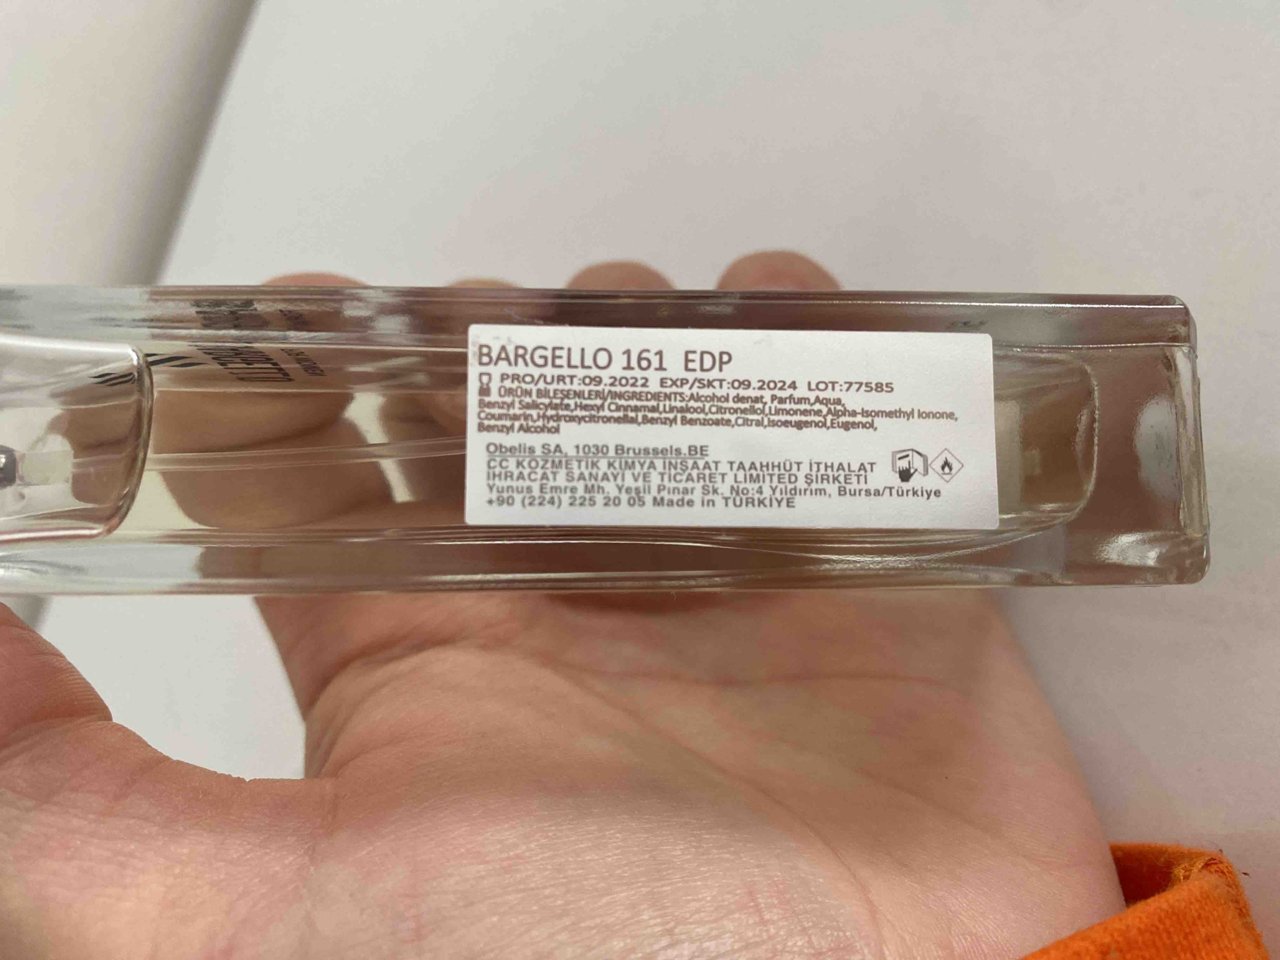 BARGELLO 161 EDP
PRO/URT:09.2022 EXP/SKT:09.2024 LOT:77585
ÜRÜN BİLEŞENLERİ/INGREDIENTS:Alcohol denat, Parfum,Aqua,
Benzyl Salicylate,Hexyl Cinnamal,Linalool,Citronellol,Limonene,Alpha-Isomethyl Ionone,
Coumarin,Hydroxycitronellal,Benzyl Benzoate,Citral,Isoeugenol,Eugenol,
Benzyl Alcohol
Obelis SA, 1030 Brussels.BE
CC KOZMETİK KİMYA İNŞAAT TAAHHÜT İTHALAT
İHRACAT SANAYİ VE TİCARET LIMITED ŞİRKETİ
Yunus Emre Mh. Yeşil Pınar Sk. No:4 Yıldırım, Bursa/Türkiye
+90 (224) 225 20 05 Made in TÜRKİYE